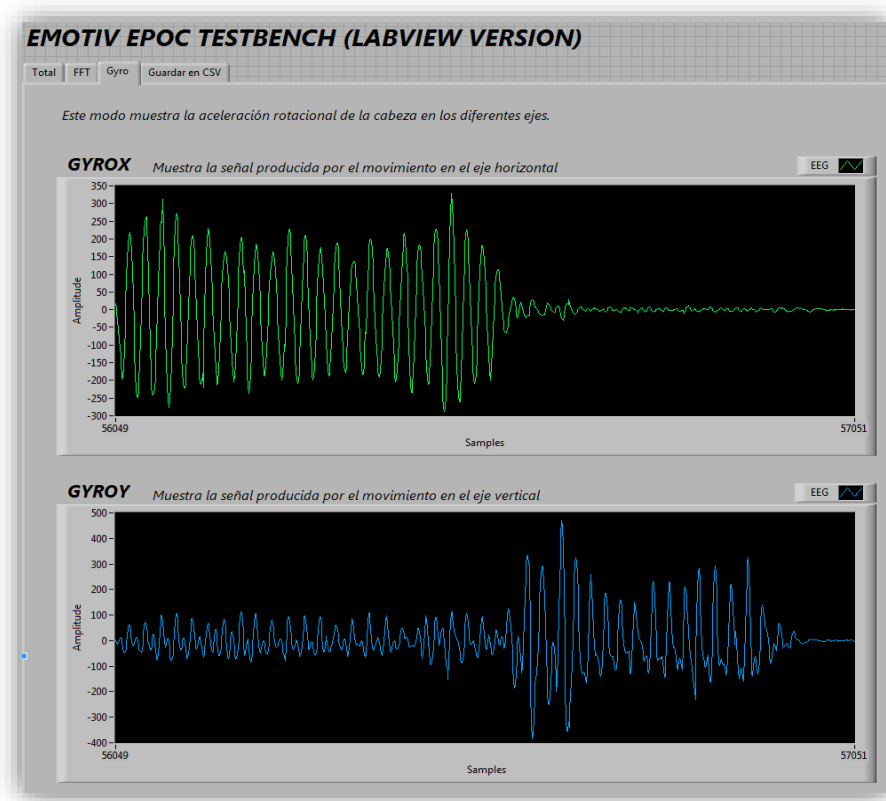 EMOTIV EPOC TESTBENCH (LABVIEW VERSION)
Total FFT Gyro Guardar en CSV
Este modo muestra la aceleración rotacional de la cabeza en los diferentes ejes.
GYROX Muestra la señal producida por el movimiento en el eje horizontal EEG
350
300
250
200
150
100
50
0
-50
-100
-150
-200
-250
-300
Amplitude
56049 57051
Samples
GYROY Muestra la señal producida por el movimiento en el eje vertical EEG
500
400
300
200
100
0
-100
-200
-300
-400
Amplitude
56049 57051
Samples